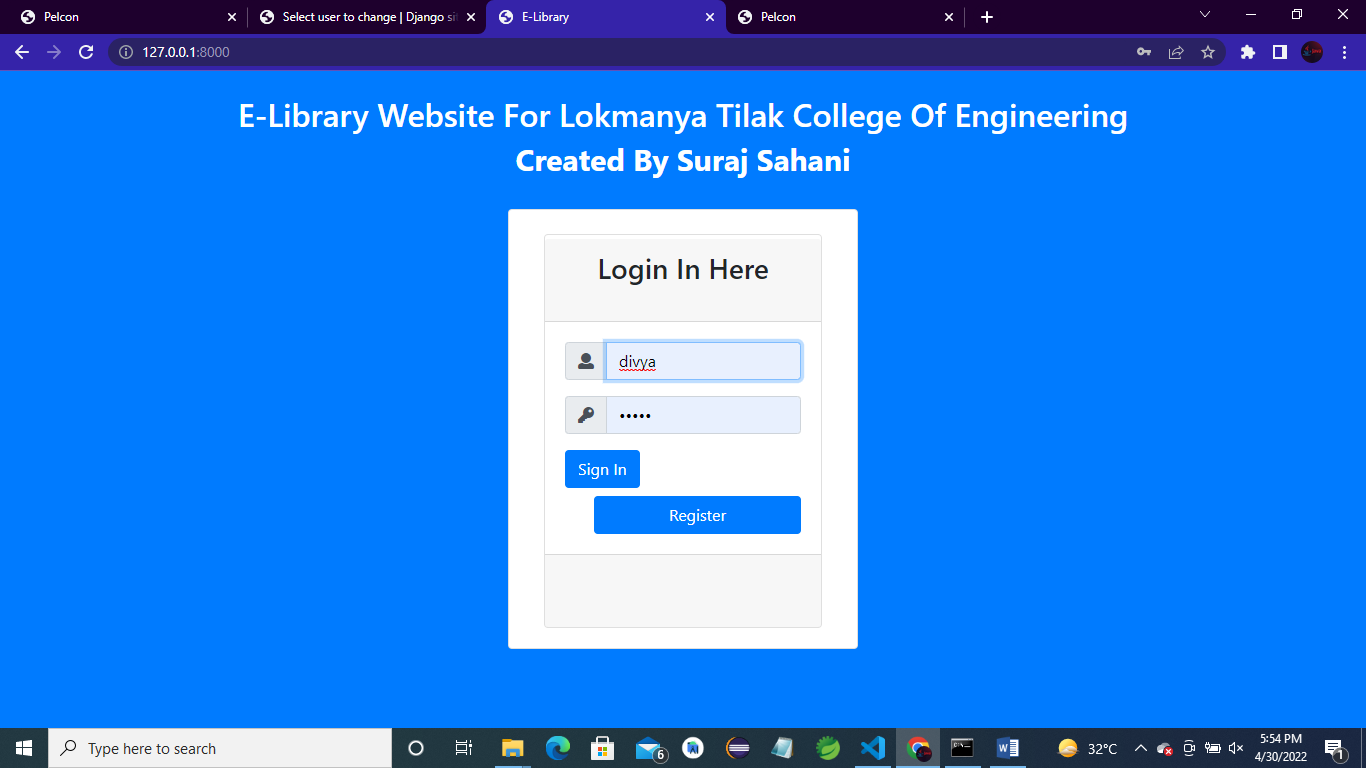 Pelcon
Select user to change | Django si
E-Library
Pelcon
127.0.0.1:8000
E-Library Website For Lokmanya Tilak College Of Engineering
Created By Suraj Sahani
Login In Here
divya
•••••
Sign In
Register
Type here to search
6
32°C
5:54 PM
4/30/2022
1